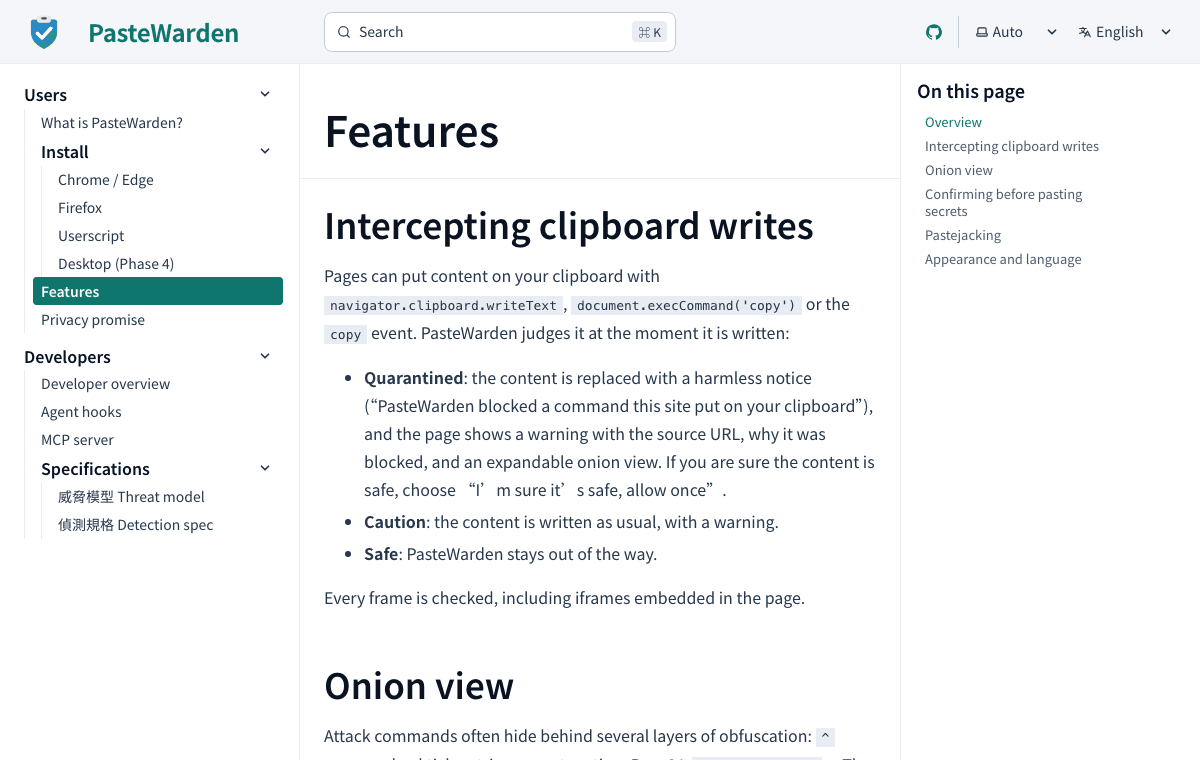 PasteWarden
Search
⌘ K
Auto
English
Users
What is PasteWarden?
Install
Chrome / Edge
Firefox
Userscript
Desktop (Phase 4)
Features
Privacy promise
Developers
Developer overview
Agent hooks
MCP server
Specifications
威脅模型 Threat model
偵測規格 Detection spec
Features
Intercepting clipboard writes
Pages can put content on your clipboard with
navigator.clipboard.writeText, document.execCommand('copy') or the
copy event. PasteWarden judges it at the moment it is written:
Quarantined: the content is replaced with a harmless notice
(“PasteWarden blocked a command this site put on your clipboard”),
and the page shows a warning with the source URL, why it was
blocked, and an expandable onion view. If you are sure the content is
safe, choose “I’m sure it’s safe, allow once”.
Caution: the content is written as usual, with a warning.
Safe: PasteWarden stays out of the way.
Every frame is checked, including iframes embedded in the page.
Onion view
Attack commands often hide behind several layers of obfuscation: ^
On this page
Overview
Intercepting clipboard writes
Onion view
Confirming before pasting
secrets
Pastejacking
Appearance and language